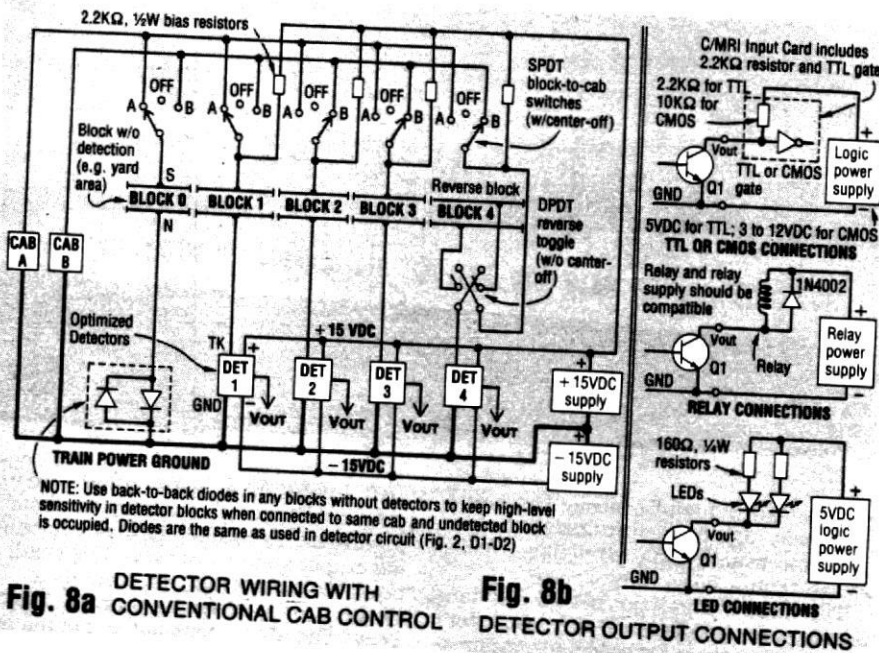 2.2KΩ, ½W bias resistors
OFF
A
B
OFF
A
B
OFF
A
B
OFF
A
B
OFF
A
B
SPDT
block-to-cab
switches
(w/center-off)
Block w/o
detection
(e.g. yard
area)
S
N
BLOCK 0
BLOCK 1
BLOCK 2
BLOCK 3
Reverse block
BLOCK 4
DPDT
reverse
toggle
(w/o center-
off)
CAB
A
CAB
B
Optimized
Detectors
+15 VDC
TK
+
DET
1
GND
–
VOUT
DET
2
VOUT
DET
3
VOUT
DET
4
VOUT
+
+ 15VDC
supply
–
+
– 15VDC
supply
–
TRAIN POWER GROUND
– 15VDC
NOTE: Use back-to-back diodes in any blocks without detectors to keep high-level
sensitivity in detector blocks when connected to same cab and undetected block
is occupied. Diodes are the same as used in detector circuit (Fig. 2, D1-D2)
Fig. 8a
DETECTOR WIRING WITH
CONVENTIONAL CAB CONTROL
C/MRI Input Card includes
2.2KΩ resistor and TTL gate
2.2KΩ for TTL
10KΩ for
CMOS
Vout
Q1
TTL or CMOS
gate
GND
+
Logic
power
supply
–
5VDC for TTL; 3 to 12VDC for CMOS
TTL OR CMOS CONNECTIONS
Relay and relay
supply should be
compatible
1N4002
Vout
Q1
Relay
GND
+
Relay
power
supply
–
RELAY CONNECTIONS
160Ω, ¼W
resistors
LEDs
Vout
Q1
GND
+
5VDC
logic
power
supply
–
LED CONNECTIONS
Fig. 8b
DETECTOR OUTPUT CONNECTIONS